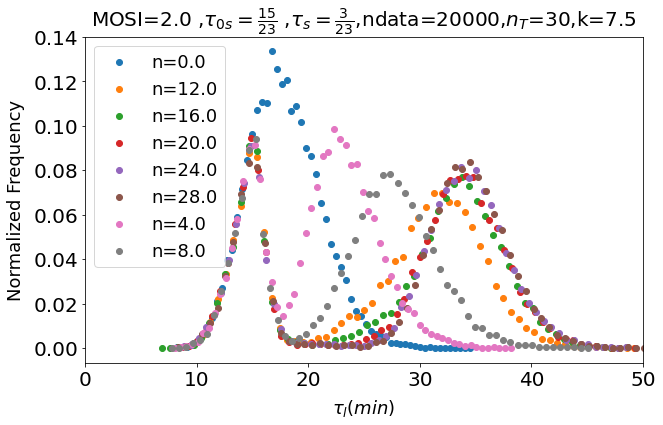 MOSI=2.0 ,τ₀ₛ = 15/23 ,τₛ = 3/23,ndata=20000,n_T=30,k=7.5
0.14
0.12
0.10
0.08
0.06
0.04
0.02
0.00
Normalized Frequency
n=0.0
n=12.0
n=16.0
n=20.0
n=24.0
n=28.0
n=4.0
n=8.0
0 10 20 30 40 50
τ_I(min)